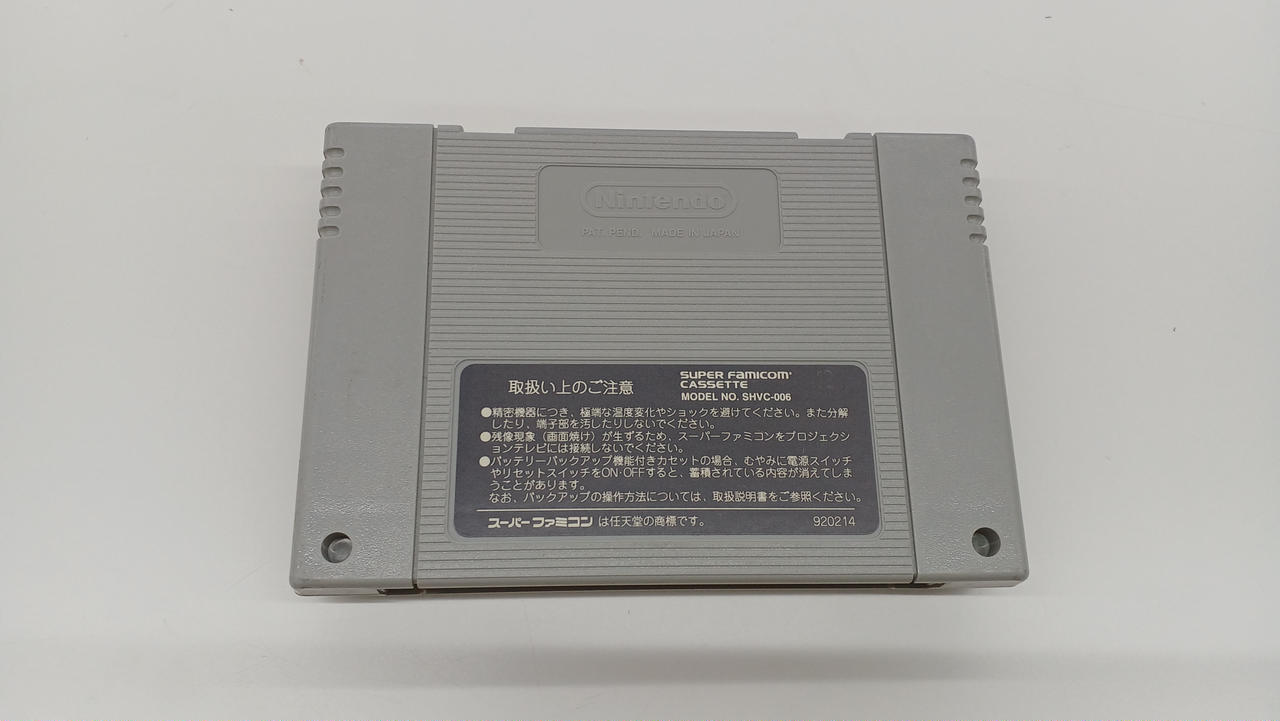 Nintendo
PAT. PEND. MADE IN JAPAN
取扱い上のご注意
SUPER FAMICOM
CASSETTE
MODEL NO. SHVC-006
12
●精密機器につき、極端な温度変化やショックを避けてください。また分解
したり、端子部を汚したりしないでください。
●残像現象（画面焼け）が生ずるため、スーパーファミコンをプロジェクシ
ョンテレビには接続しないでください。
●バッテリーバックアップ機能付きカセットの場合、むやみに電源スイッチ
やリセットスイッチをON・OFFすると、蓄積されている内容が消えてしま
うことがあります。
なお、バックアップの操作方法については、取扱説明書をご参照ください。
スーパーファミコンは任天堂の商標です。
920214